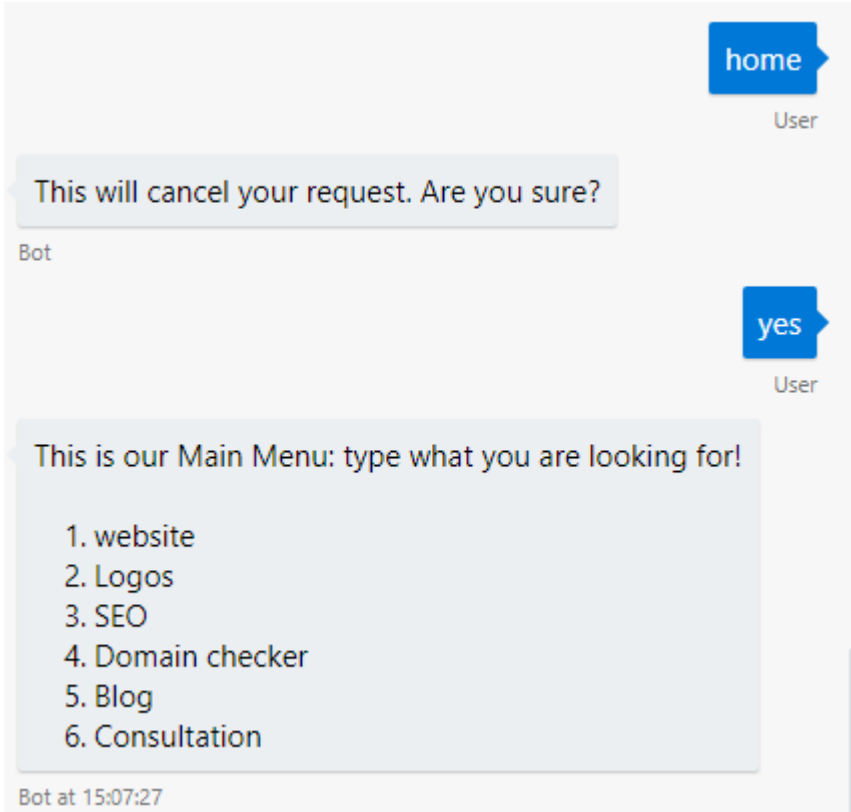 home
User
This will cancel your request. Are you sure?
Bot
yes
User
This is our Main Menu: type what you are looking for!
1. website
2. Logos
3. SEO
4. Domain checker
5. Blog
6. Consultation
Bot at 15:07:27